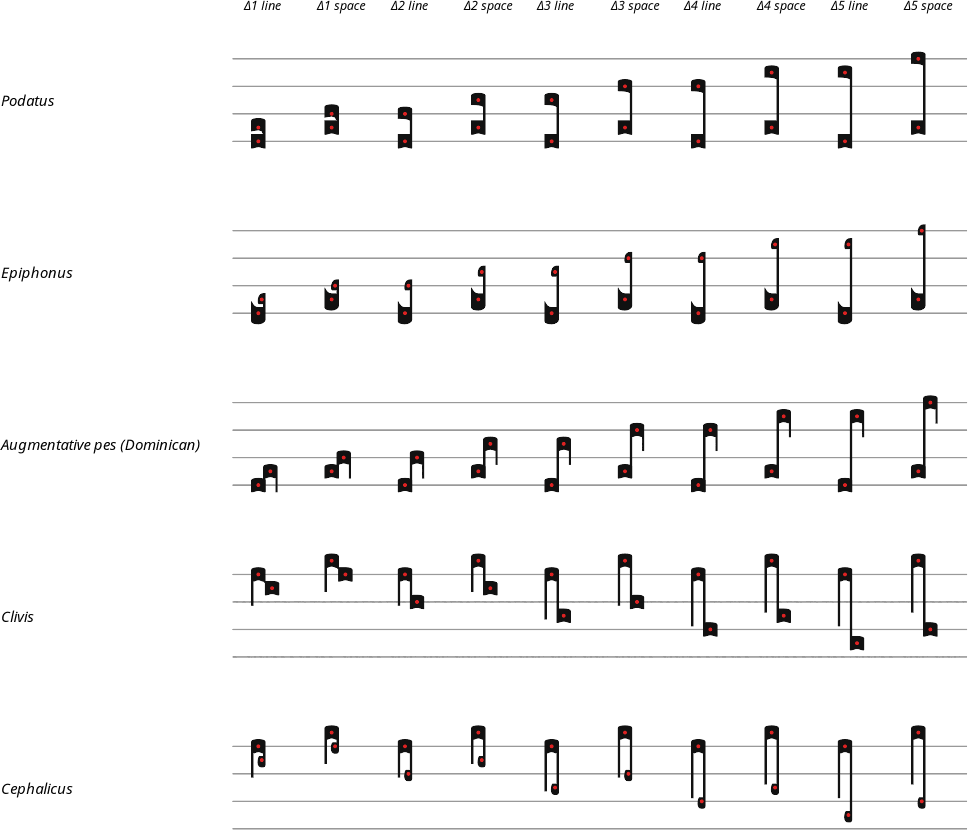 Δ1 line Δ1 space Δ2 line Δ2 space Δ3 line Δ3 space Δ4 line Δ4 space Δ5 line Δ5 space
Podatus
Epiphonus
Augmentative pes (Dominican)
Clivis
Cephalicus